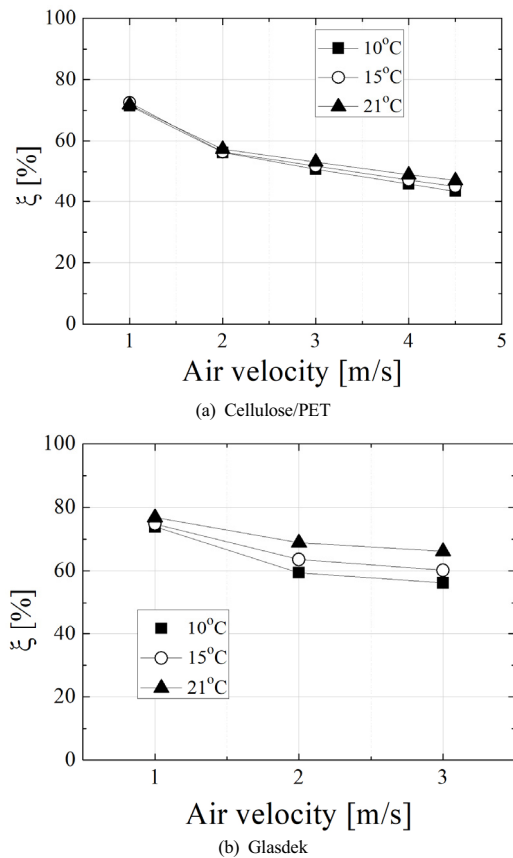 100
80
60
40
20
0
ξ [%]
10°C
15°C
21°C
1 2 3 4 5
Air velocity [m/s]
(a) Cellulose/PET
100
80
60
40
20
0
ξ [%]
10°C
15°C
21°C
1 2 3
Air velocity [m/s]
(b) Glasdek